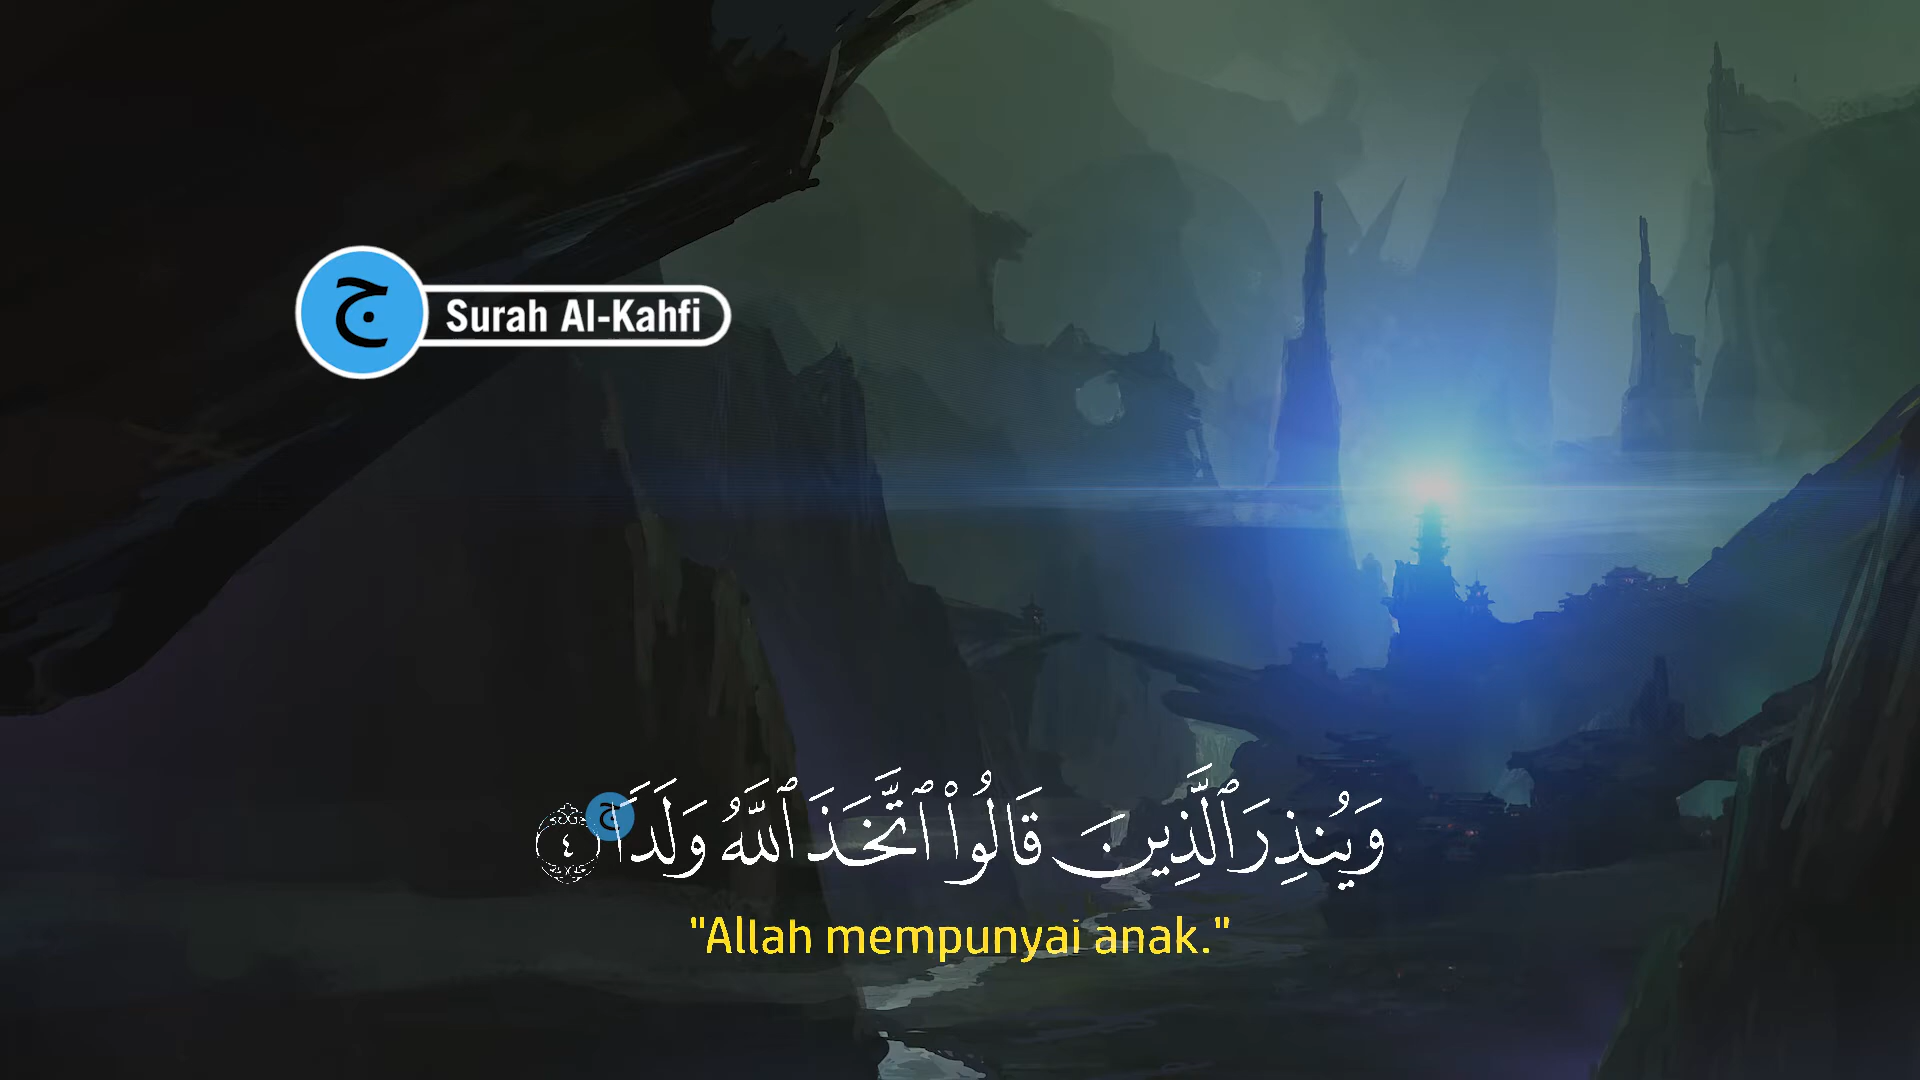 ج
Surah Al-Kahfi
وَيُنذِرَ ٱلَّذِينَ قَالُوا۟ ٱتَّخَذَ ٱللَّهُ وَلَدًا ج ٤
"Allah mempunyai anak."